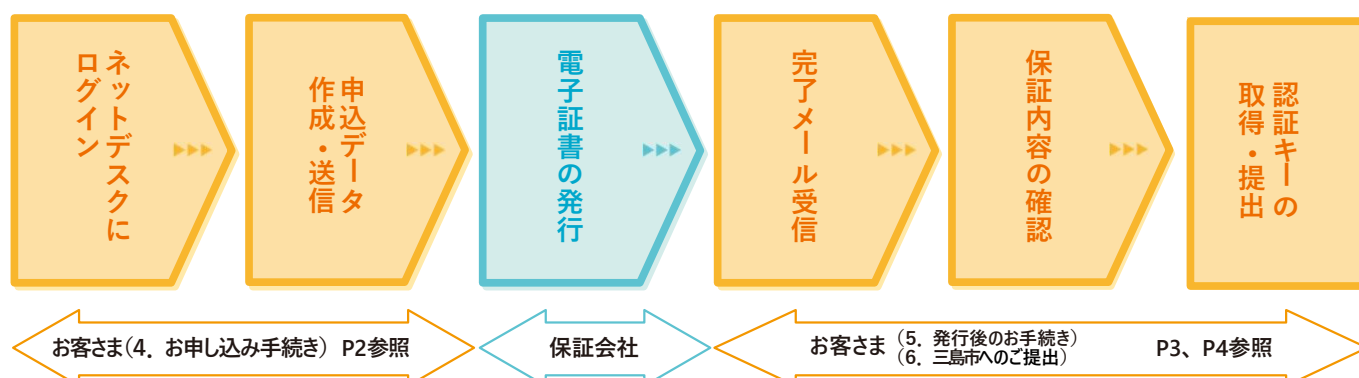 ネットデスクに
ログイン
申込データ
作成・送信
電子証書の発行
完了メール受信
保証内容の確認
認証キーの
取得・提出
お客さま(4．お申し込み手続き) P2参照
保証会社
お客さま (5．発行後のお手続き)
(6．三島市へのご提出)
P3、P4参照